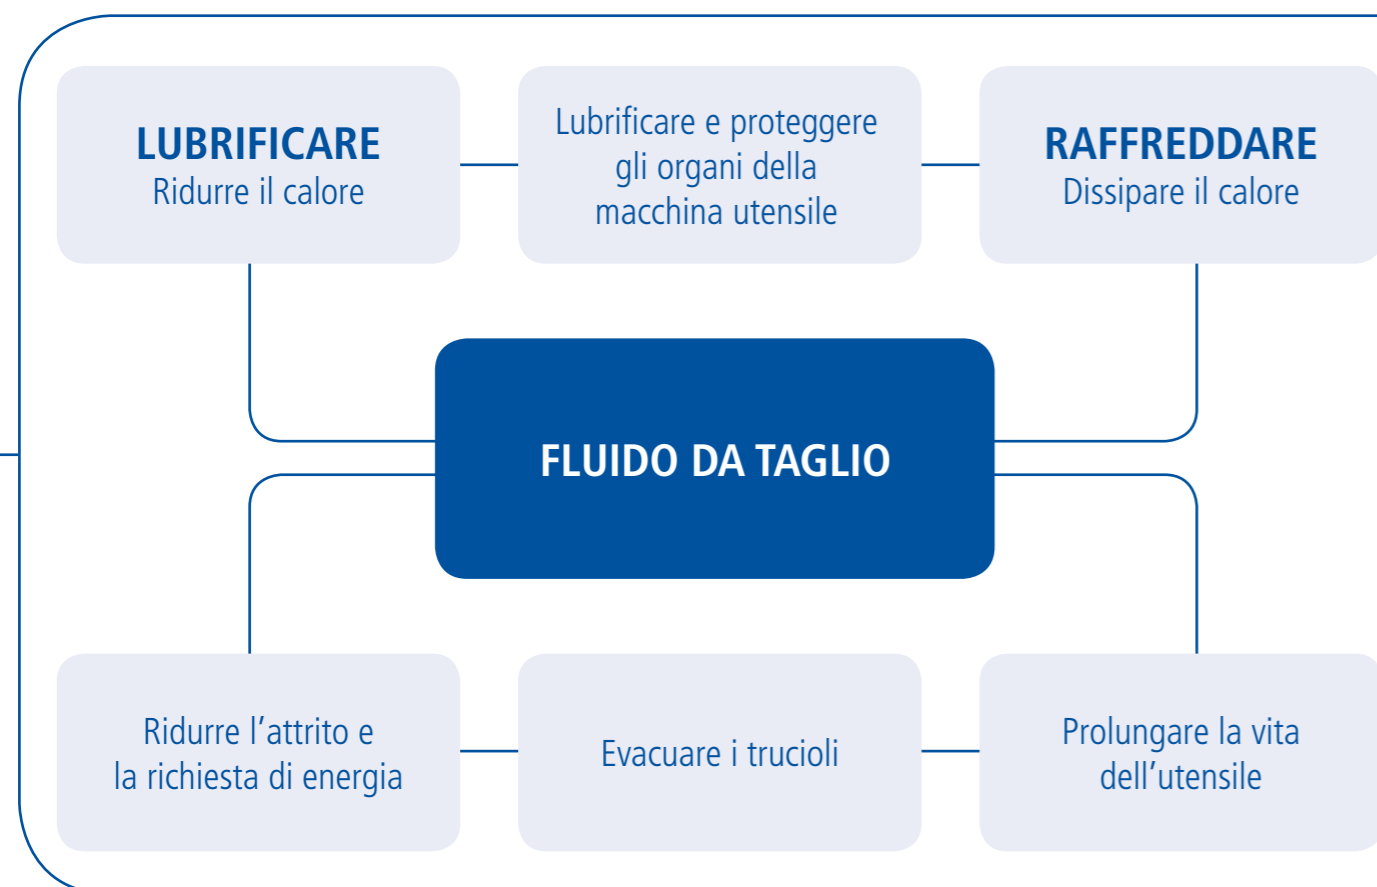 LUBRIFICARE
Ridurre il calore
Lubrificare e proteggere
gli organi della
macchina utensile
RAFFREDDARE
Dissipare il calore
FLUIDO DA TAGLIO
Ridurre l’attrito e
la richiesta di energia
Evacuare i trucioli
Prolungare la vita
dell’utensile